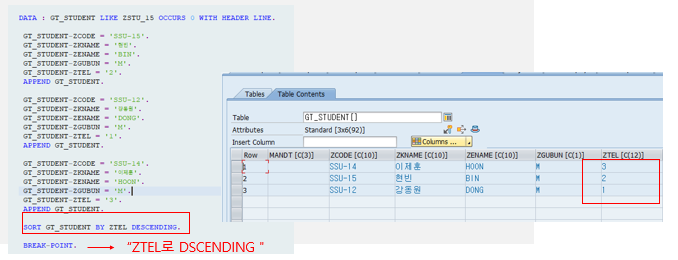 DATA : GT_STUDENT LIKE ZSTU_15 OCCURS 0 WITH HEADER LINE.
GT_STUDENT-ZCODE = 'SSU-15'.
GT_STUDENT-ZKNAME = '현빈'.
GT_STUDENT-ZENAME = 'BIN'.
GT_STUDENT-ZGUBUN = 'M'.
GT_STUDENT-ZTEL = '2'.
APPEND GT_STUDENT.
GT_STUDENT-ZCODE = 'SSU-12'.
GT_STUDENT-ZKNAME = '강동원'.
GT_STUDENT-ZENAME = 'DONG'.
GT_STUDENT-ZGUBUN = 'M'.
GT_STUDENT-ZTEL = '1'.
APPEND GT_STUDENT.
GT_STUDENT-ZCODE = 'SSU-14'.
GT_STUDENT-ZKNAME = '이제훈'.
GT_STUDENT-ZENAME = 'HOON'.
GT_STUDENT-ZGUBUN = 'M'.
GT_STUDENT-ZTEL = '3'.
APPEND GT_STUDENT.
SORT GT_STUDENT BY ZTEL DESCENDING.
BREAK-POINT.
"ZTEL로 DSCENDING "
Tables Table Contents
Table GT_STUDENT[]
Attributes Standard [3x6(92)]
Insert Column Columns ...
Row MANDT [C(3)] ZCODE [C(10)] ZKNAME [C(10)] ZENAME [C(10)] ZGUBUN [C(1)] ZTEL [C(12)]
1 SSU-14 이제훈 HOON M 3
2 SSU-15 현빈 BIN M 2
3 SSU-12 강동원 DONG M 1